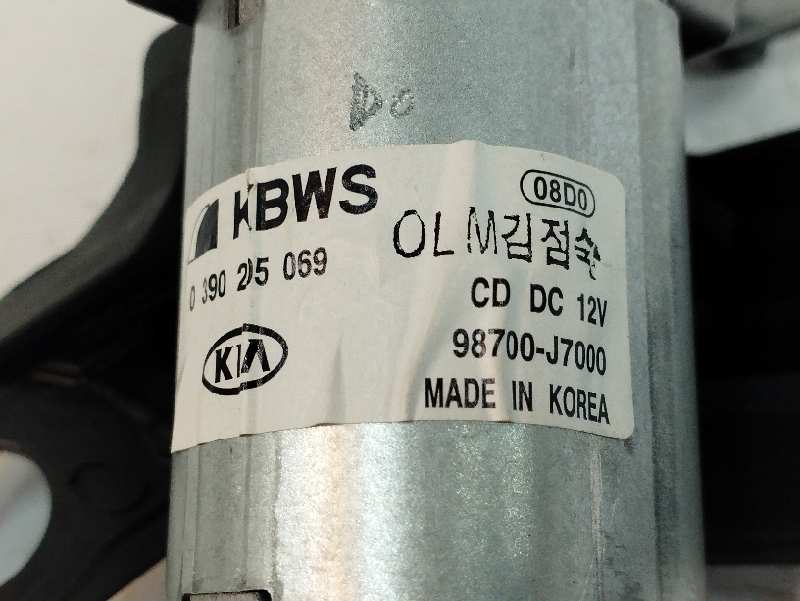 KBWS
08D0
OLM김점숙
0 390 205 069
CD DC 12V
KIA
98700-J7000
MADE IN KOREA